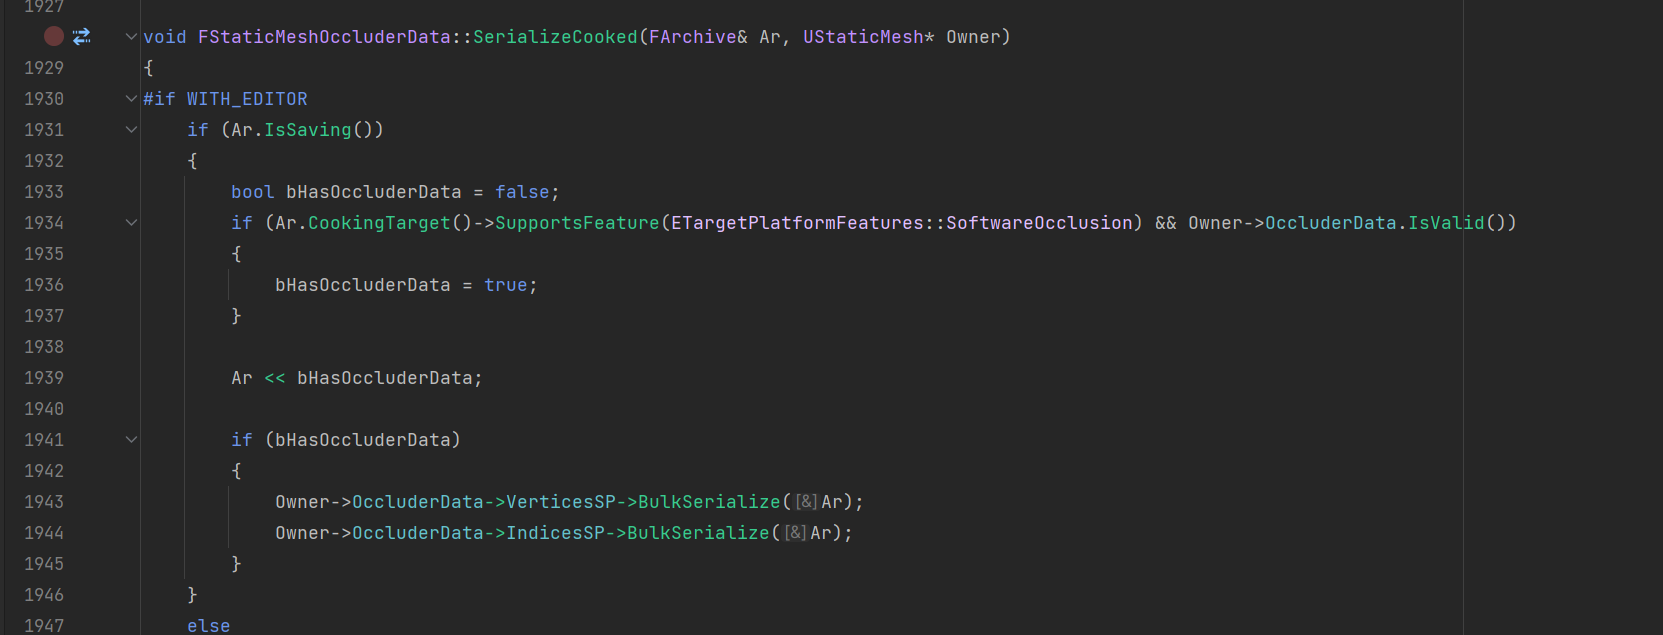 1927
void FStaticMeshOccluderData::SerializeCooked(FArchive& Ar, UStaticMesh* Owner)
1929 {
1930 #if WITH_EDITOR
1931 if (Ar.IsSaving())
1932 {
1933 bool bHasOccluderData = false;
1934 if (Ar.CookingTarget()->SupportsFeature(ETargetPlatformFeatures::SoftwareOcclusion) && Owner->OccluderData.IsValid())
1935 {
1936 bHasOccluderData = true;
1937 }
1938
1939 Ar << bHasOccluderData;
1940
1941 if (bHasOccluderData)
1942 {
1943 Owner->OccluderData->VerticesSP->BulkSerialize([&]Ar);
1944 Owner->OccluderData->IndicesSP->BulkSerialize([&]Ar);
1945 }
1946 }
1947 else